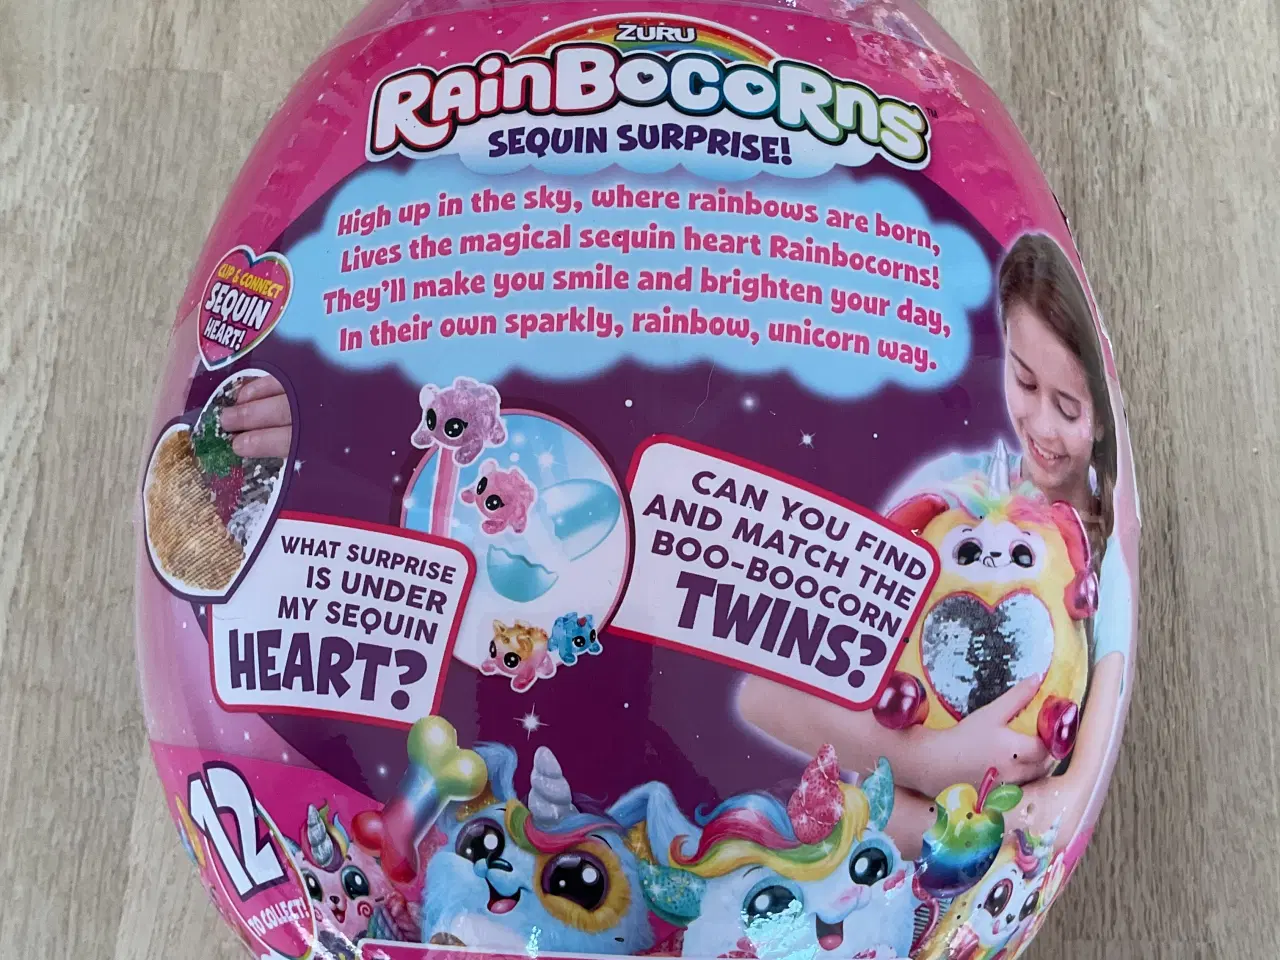 ZURU
RainBocoRns™
SEQUIN SURPRISE!
High up in the sky, where rainbows are born,
Lives the magical sequin heart Rainbocorns!
They'll make you smile and brighten your day,
In their own sparkly, rainbow, unicorn way.
CLIP & CONNECT
SEQUIN
HEART!
WHAT SURPRISE
IS UNDER
MY SEQUIN
HEART?
CAN YOU FIND
AND MATCH THE
BOO-BOOCORN
TWINS?
12
TO COLLECT!